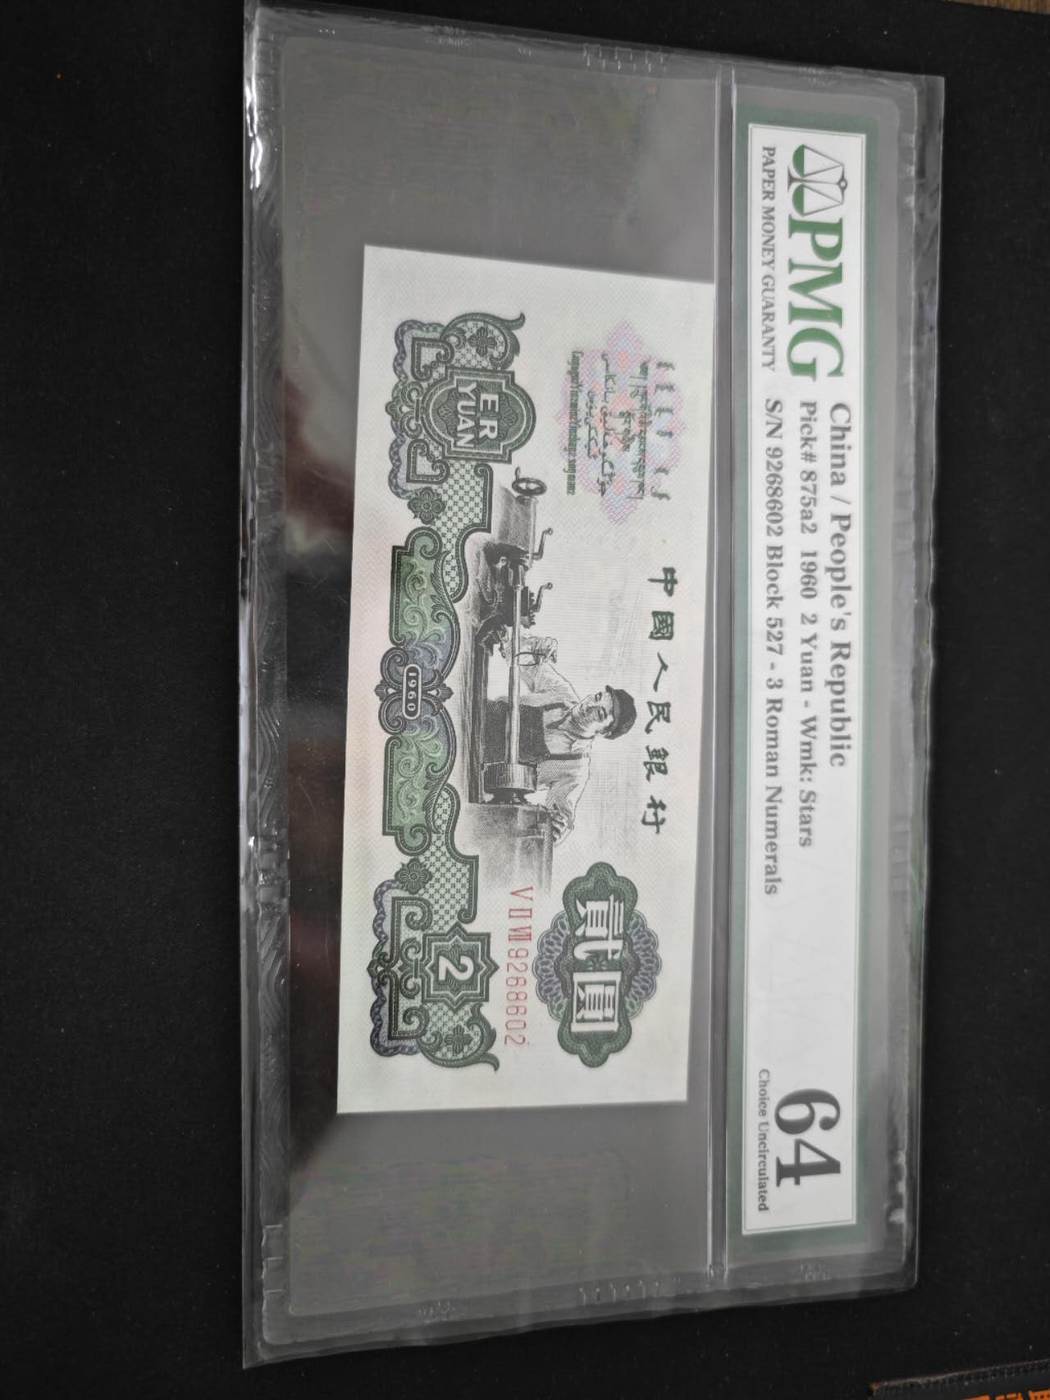 PMG
PAPER MONEY GUARANTY
China / People's Republic
Pick# 875a2 1960 2 Yuan - Wmk: Stars
S/N 9268602 Block 527 - 3 Roman Numerals
64
Choice Uncirculated
中國人民銀行
貳圓
V II VII 9268602
ER
YUAN
1960
2